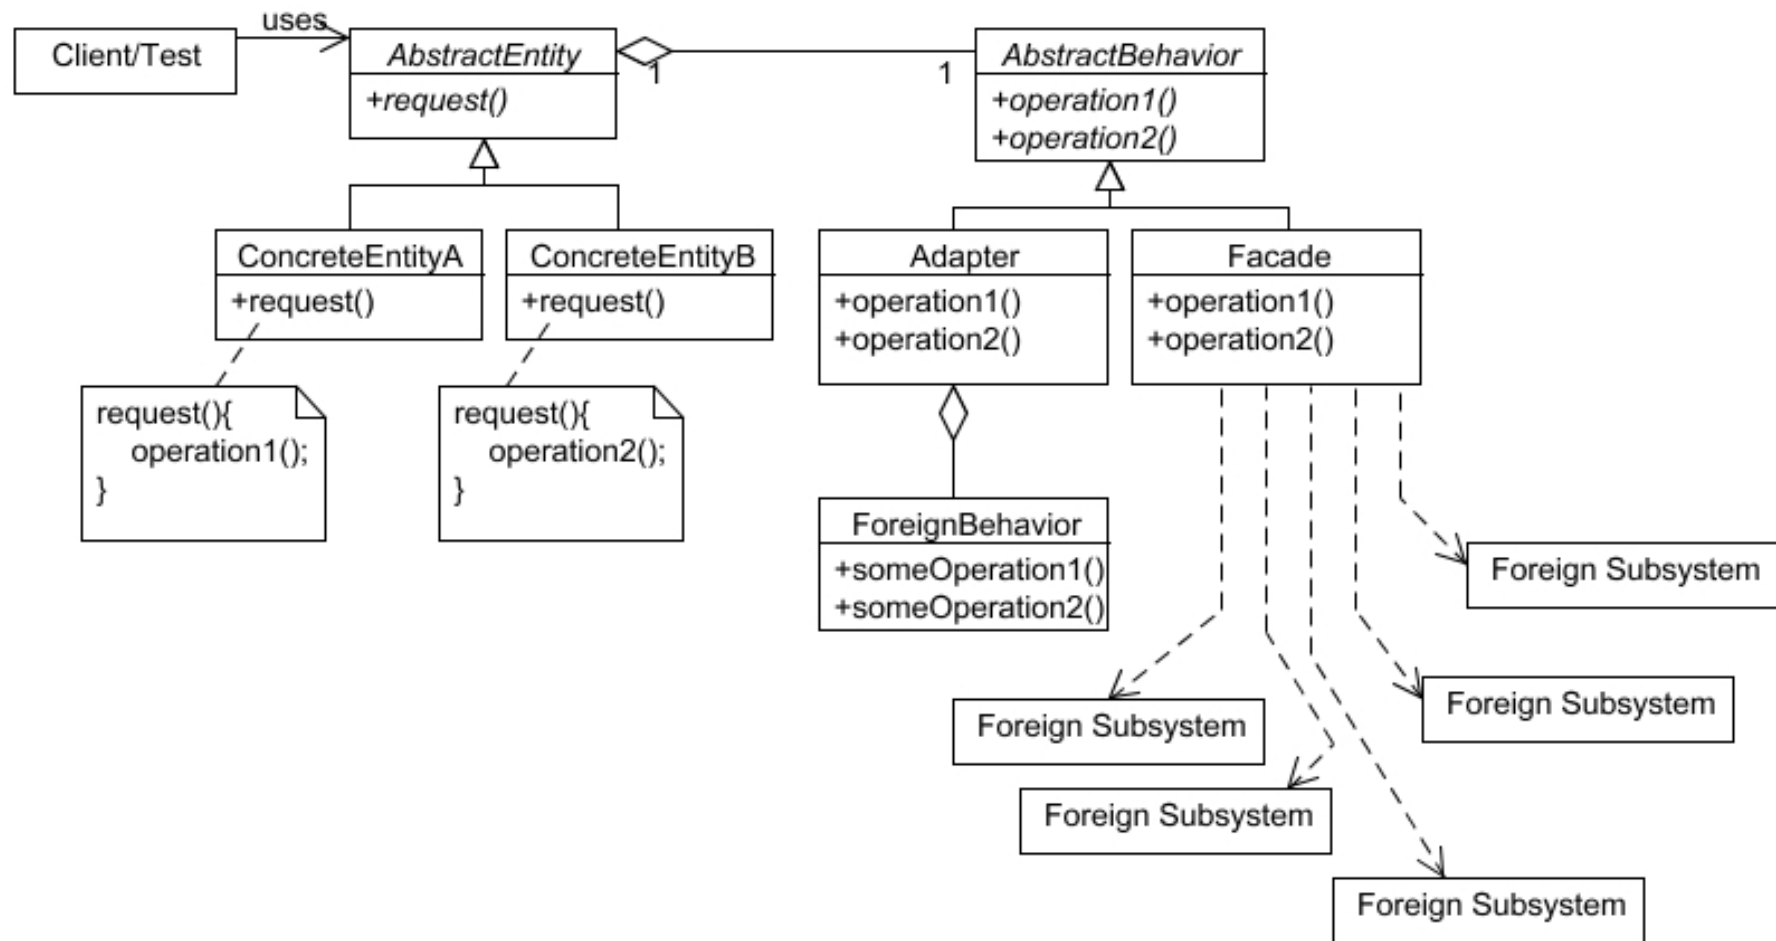 uses
Client/Test
AbstractEntity
+request()
1
1
AbstractBehavior
+operation1()
+operation2()
ConcreteEntityA
+request()
ConcreteEntityB
+request()
Adapter
+operation1()
+operation2()
Facade
+operation1()
+operation2()
request(){
operation1();
}
request(){
operation2();
}
ForeignBehavior
+someOperation1()
+someOperation2()
Foreign Subsystem
Foreign Subsystem
Foreign Subsystem
Foreign Subsystem
Foreign Subsystem